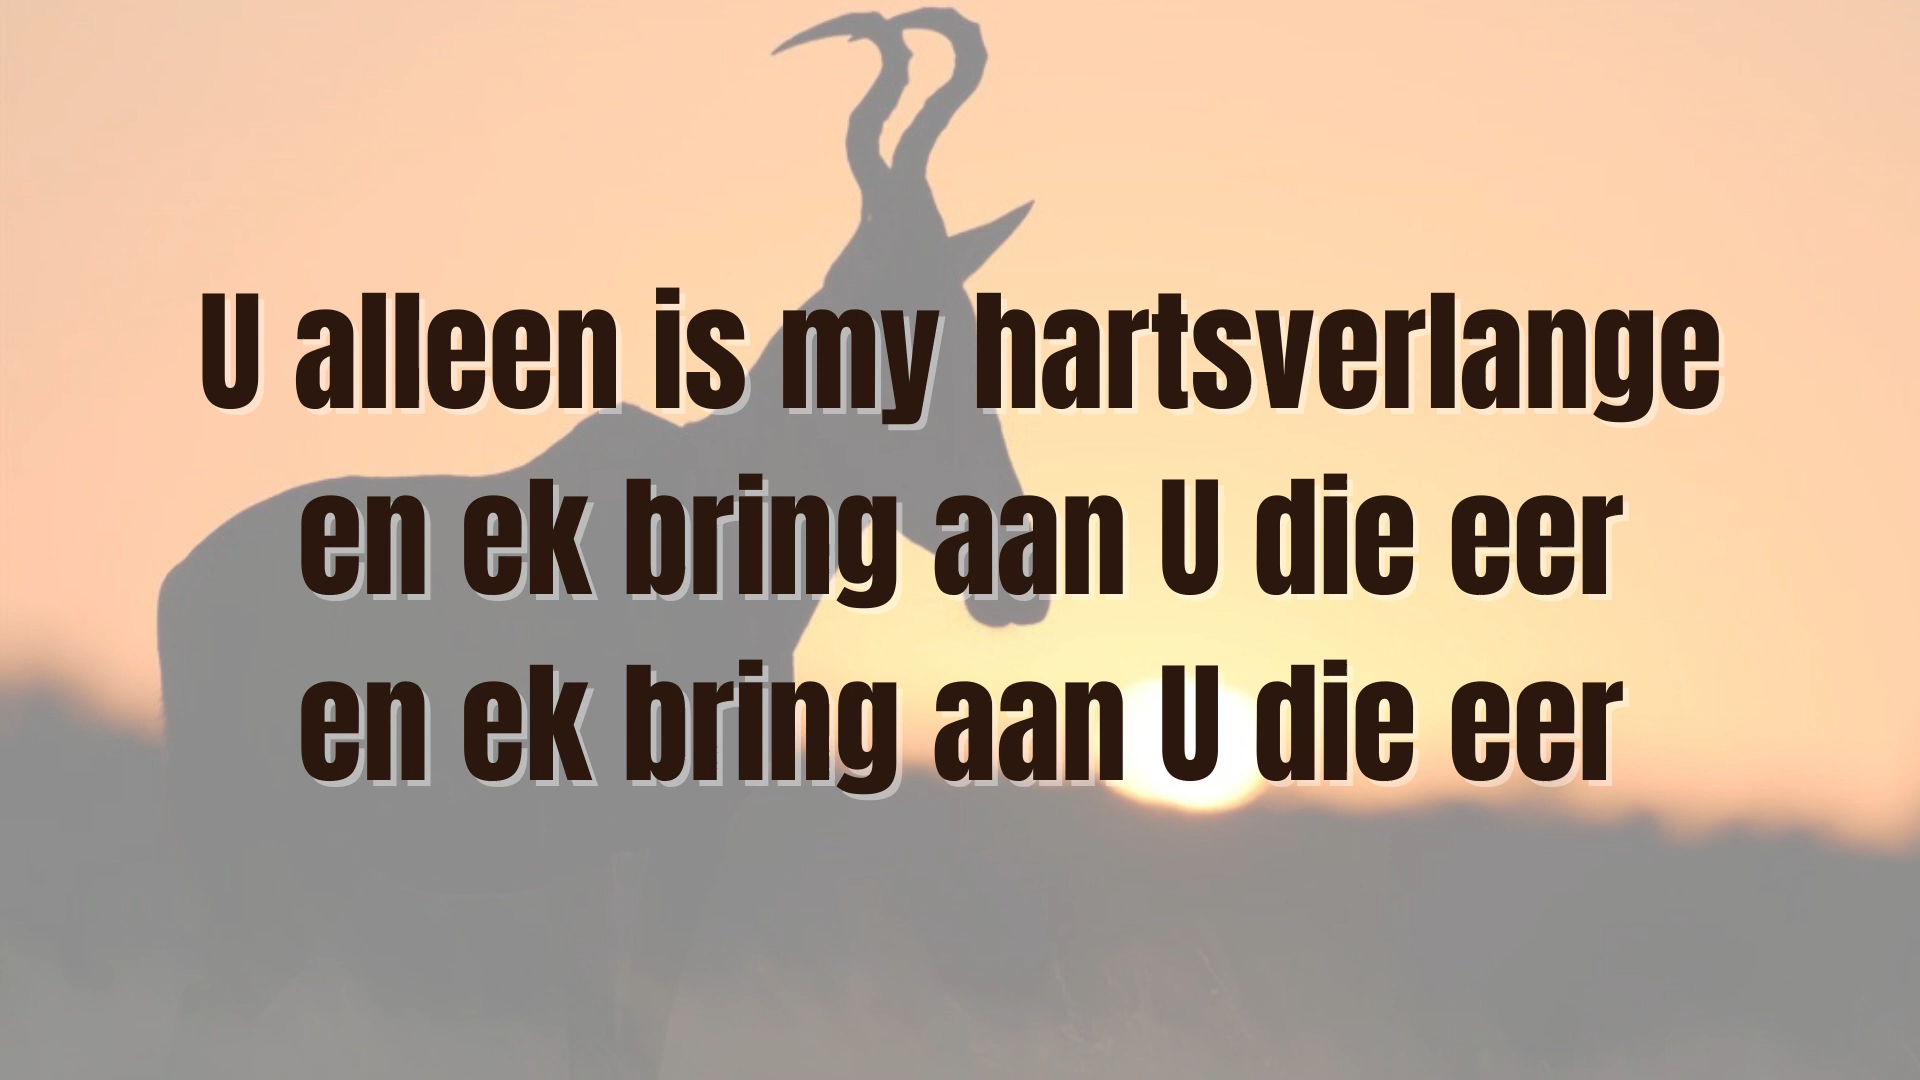 U alleen is my hartsverlange
en ek bring aan U die eer
en ek bring aan U die eer